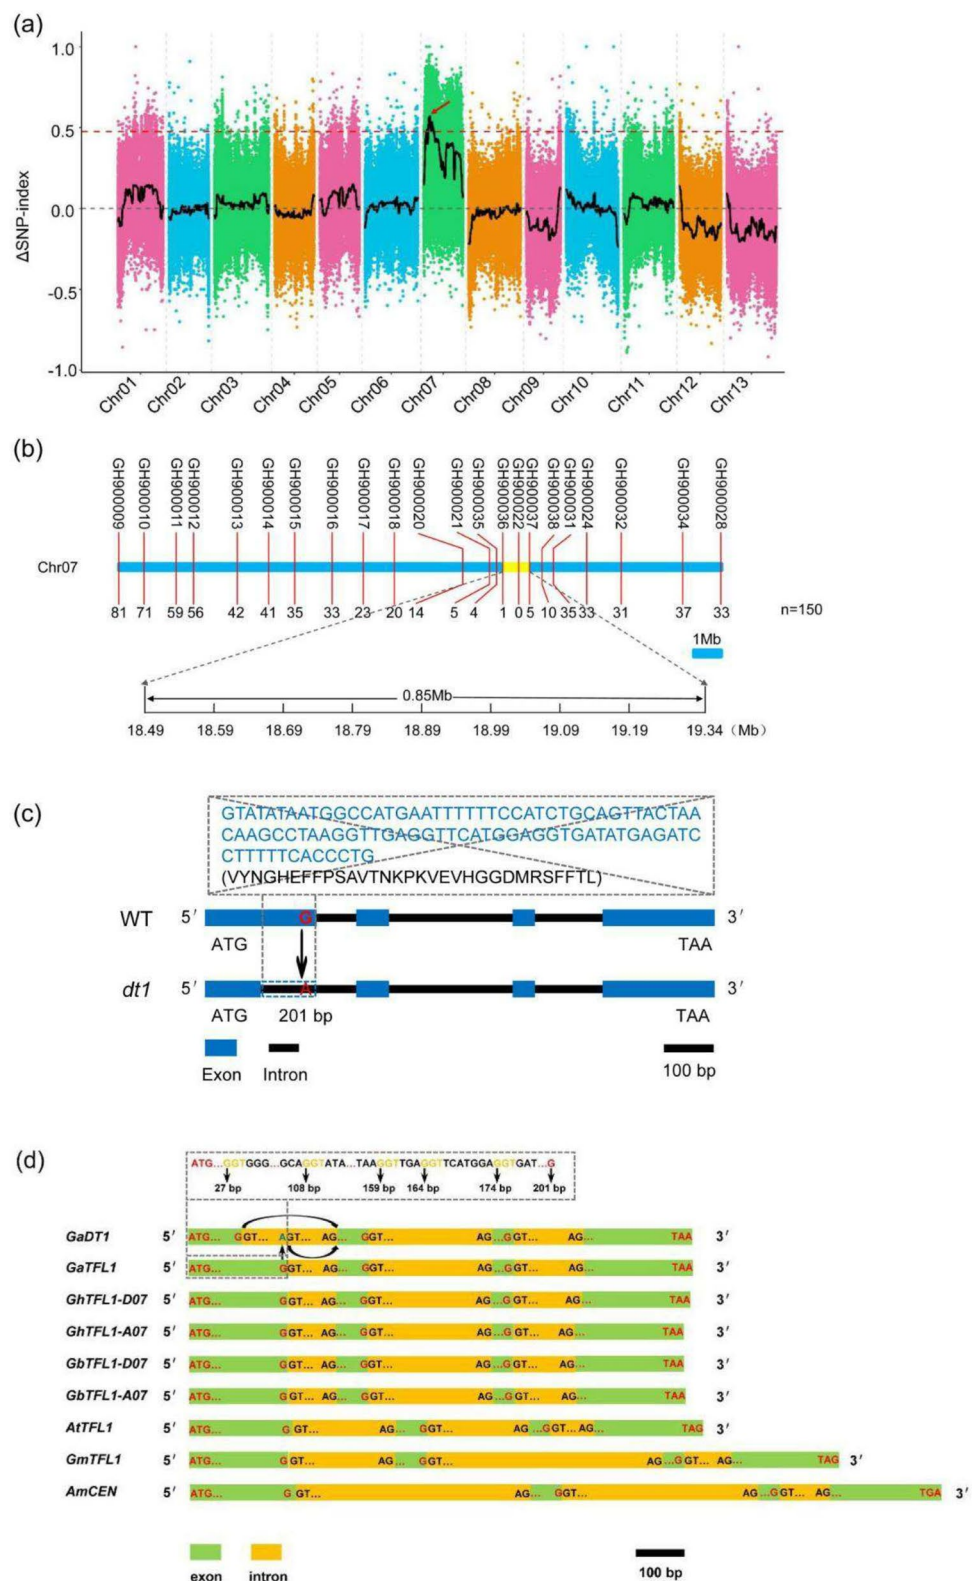 (a)
1.0
0.5
0.0
-0.5
-1.0
ΔSNP-index
Chr01 Chr02 Chr03 Chr04 Chr05 Chr06 Chr07 Chr08 Chr09 Chr10 Chr11 Chr12 Chr13
(b)
GH900009 GH900010 GH900011 GH900012 GH900013 GH900014 GH900015 GH900016 GH900017 GH900018 GH900020 GH900021 GH900035 GH900036 GH900022 GH900037 GH900038 GH900031 GH900024 GH900032 GH900034 GH900028
Chr07
81 71 59 56 42 41 35 33 23 20 14 5 4 1 0 5 10 35 33 31 37 33 n=150
1Mb
0.85Mb
18.49 18.59 18.69 18.79 18.89 18.99 19.09 19.19 19.34 (Mb)
(c)
GTATATAATGGCCATGAATTTTTTCCATCTGCAGTTACTAA
CAAGCCTAAGGTTGAGGTTCATGGAGGTGATATGAGATC
CTTTTTCACCCTG
(VYNGHEFFPSAVTNKPKVEVHGGDMRSFFTL)
WT 5′ G 3′
ATG TAA
dt1 5′ A 3′
ATG 201 bp TAA
Exon Intron 100 bp
(d)
ATG...GGTGGG...GCAGGTATA...TAAGGTTGAGGTTCATGGAGGTGAT...G
27 bp 108 bp 159 bp 164 bp 174 bp 201 bp
GaDT1 5′ ATG... GGT... AGT... AG... GGT... AG...GGT... AG... TAA 3′
GaTFL1 5′ ATG... GGT... AG... GGT... AG...GGT... AG... TAA 3′
GhTFL1-D07 5′ ATG... GGT... AG... GGT... AG...GGT... AG... TAA 3′
GhTFL1-A07 5′ ATG... GGT... AG... GGT... AG...GGT... AG... TAA 3′
GbTFL1-D07 5′ ATG... GGT... AG... GGT... AG...GGT... AG... TAA 3′
GbTFL1-A07 5′ ATG... GGT... AG... GGT... AG...GGT... AG... TAA 3′
AtTFL1 5′ ATG... G GT... AG... GGT... AG ...GGT... AG... TAG 3′
GmTFL1 5′ ATG... GGT... AG... GGT... AG ...GGT... AG... TAG 3′
AmCEN 5′ ATG... G GT... AG... GGT... AG ...GGT... AG... TGA 3′
exon intron 100 bp